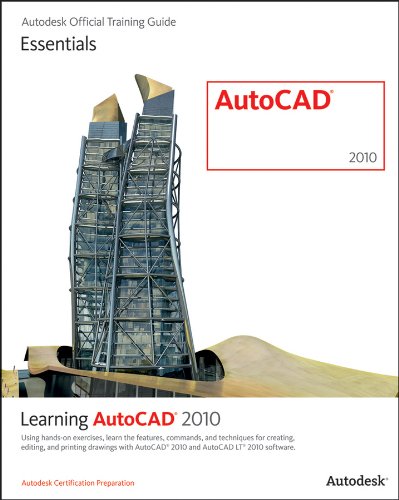 Autodesk Official Training Guide
Essentials
AutoCAD®
2010
Learning AutoCAD® 2010
Using hands-on exercises, learn the features, commands, and techniques for creating,
editing, and printing drawings with AutoCAD® 2010 and AutoCAD LT® 2010 software.
Autodesk Certification Preparation
Autodesk®